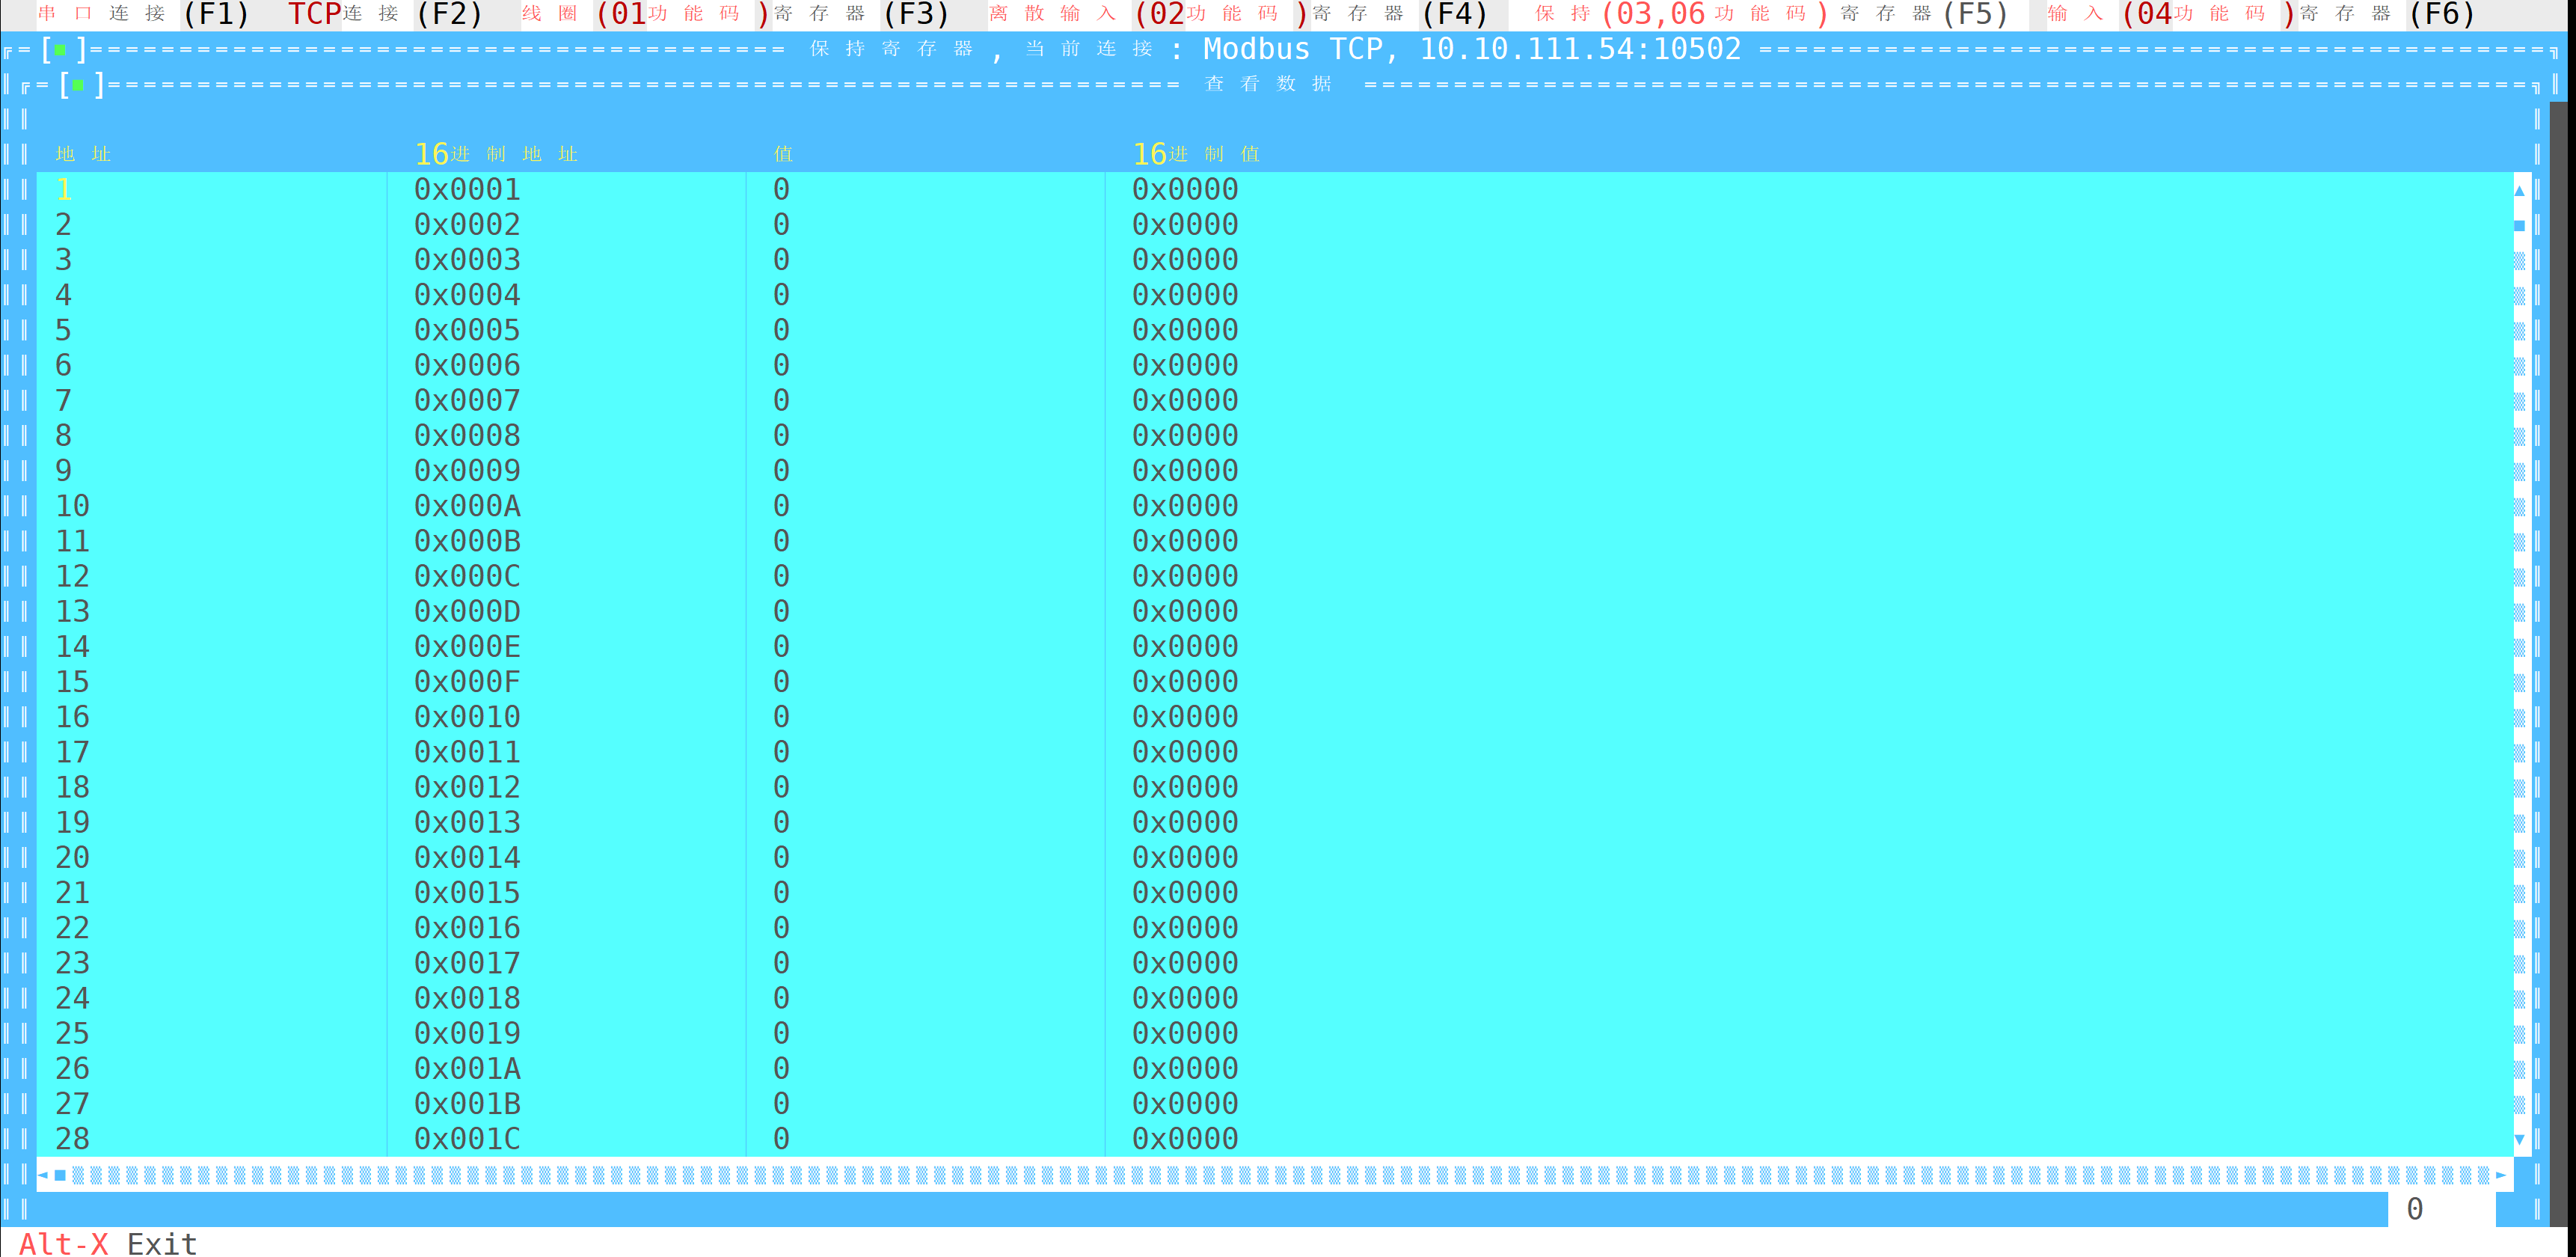 串口连接(F1) TCP连接(F2) 线圈(01功能码)寄存器(F3) 离散输入(02功能码)寄存器(F4) 保持(03,06功能码)寄存器(F5) 输入(04功能码)寄存器(F6)
[■] 保持寄存器, 当前连接: Modbus TCP, 10.10.111.54:10502
[■] 查看数据
地址 16进制地址 值 16进制值
1 0x0001 0 0x0000
2 0x0002 0 0x0000
3 0x0003 0 0x0000
4 0x0004 0 0x0000
5 0x0005 0 0x0000
6 0x0006 0 0x0000
7 0x0007 0 0x0000
8 0x0008 0 0x0000
9 0x0009 0 0x0000
10 0x000A 0 0x0000
11 0x000B 0 0x0000
12 0x000C 0 0x0000
13 0x000D 0 0x0000
14 0x000E 0 0x0000
15 0x000F 0 0x0000
16 0x0010 0 0x0000
17 0x0011 0 0x0000
18 0x0012 0 0x0000
19 0x0013 0 0x0000
20 0x0014 0 0x0000
21 0x0015 0 0x0000
22 0x0016 0 0x0000
23 0x0017 0 0x0000
24 0x0018 0 0x0000
25 0x0019 0 0x0000
26 0x001A 0 0x0000
27 0x001B 0 0x0000
28 0x001C 0 0x0000
0
Alt-X Exit